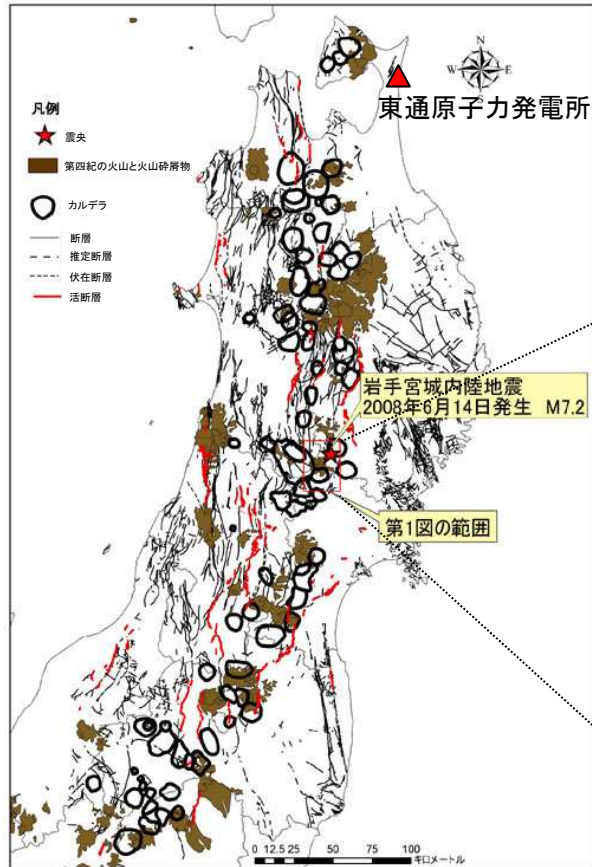 N
W E
S
東通原子力発電所
凡例
震央
第四紀の火山と火山砕屑物
カルデラ
断層
推定断層
伏在断層
活断層
岩手宮城内陸地震
2008年6月14日発生 M7.2
第1図の範囲
0 12.5 25 50 75 100
キロメートル